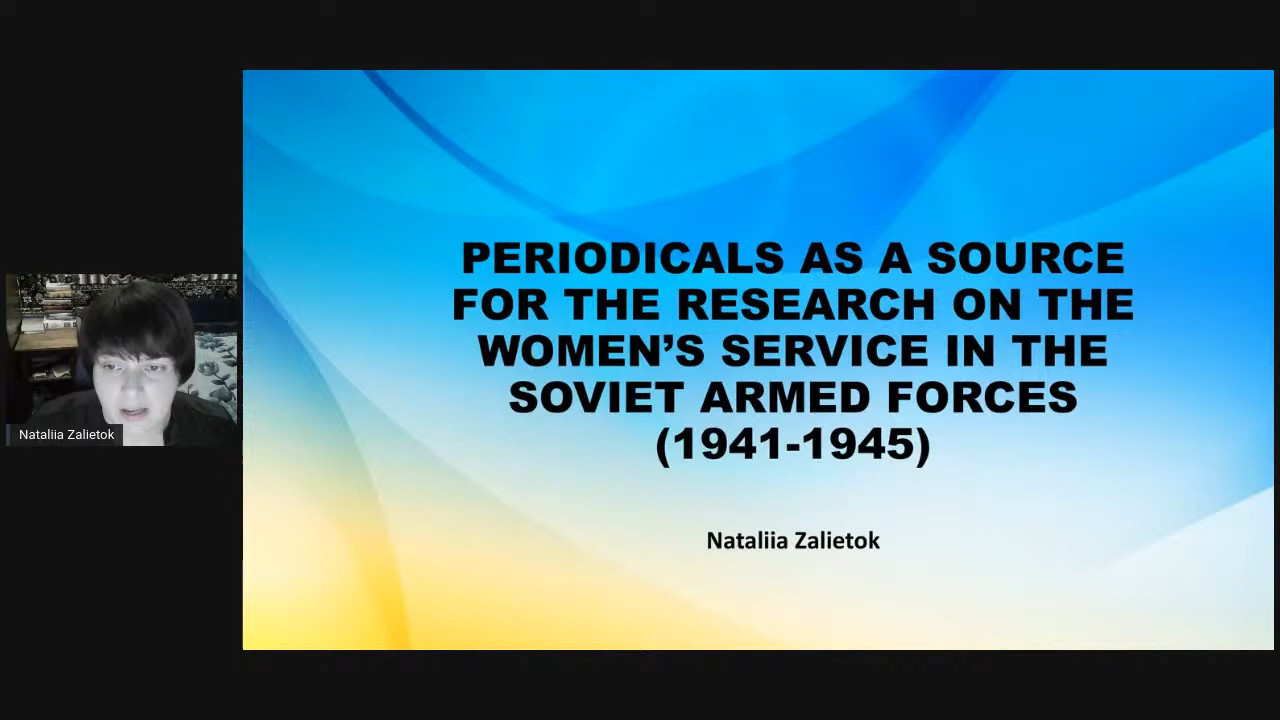 PERIODICALS AS A SOURCE
FOR THE RESEARCH ON THE
WOMEN’S SERVICE IN THE
SOVIET ARMED FORCES
(1941-1945)
Nataliia Zalietok
Nataliia Zalietok